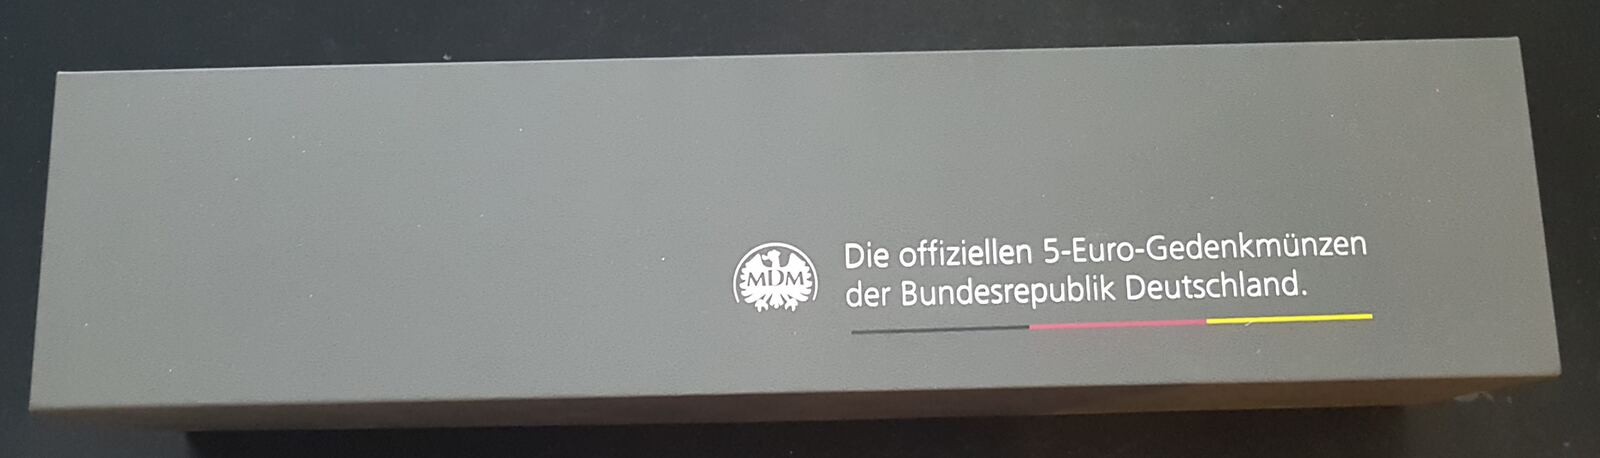 MDM
Die offiziellen 5-Euro-Gedenkmünzen
der Bundesrepublik Deutschland.